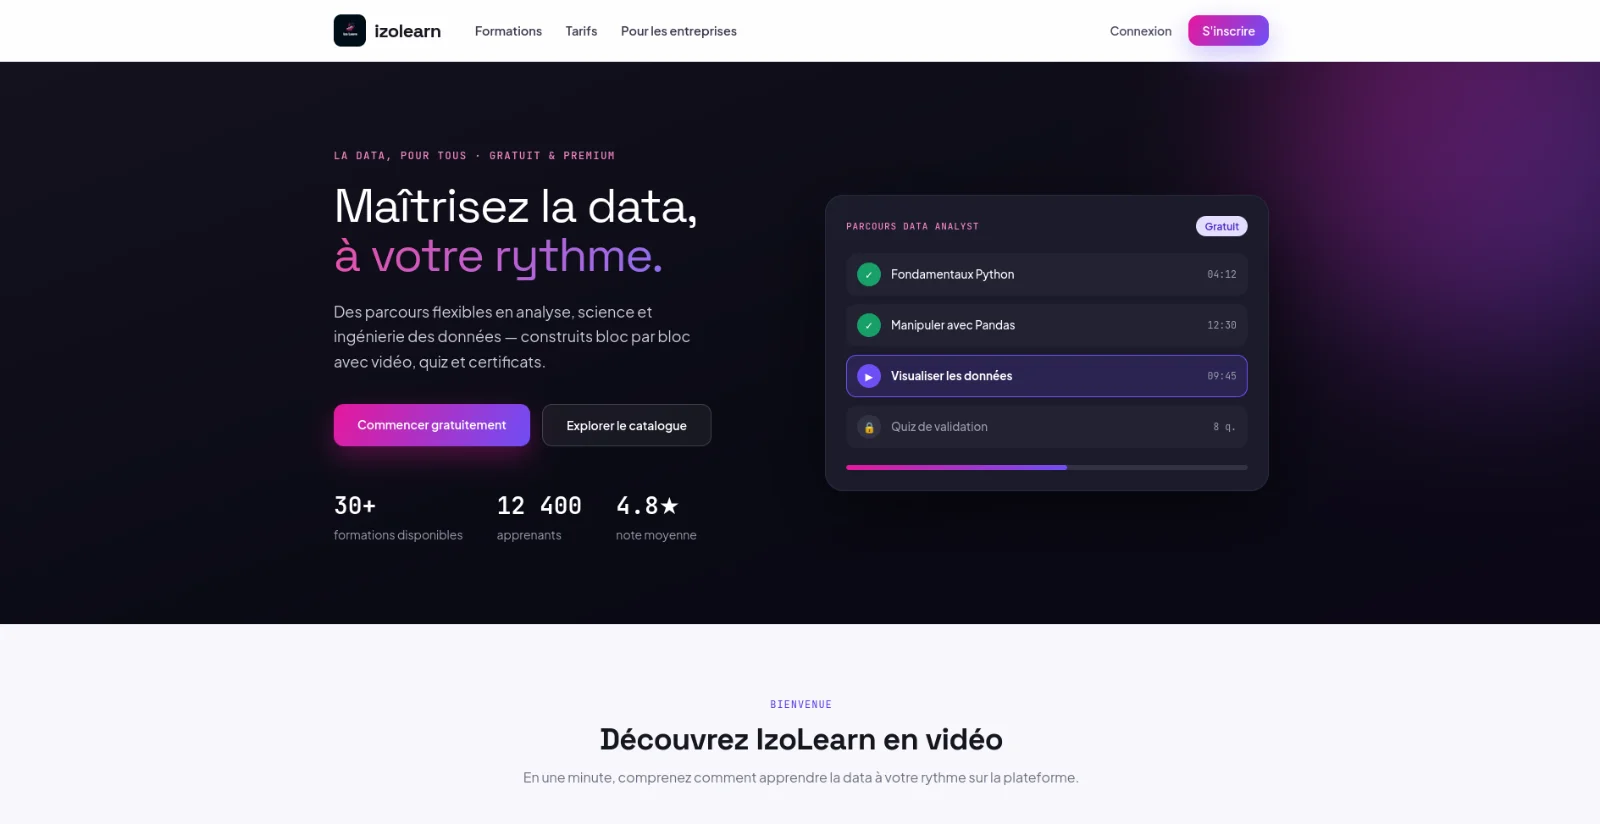 izolearn
Formations
Tarifs
Pour les entreprises
Connexion
S'inscrire
LA DATA, POUR TOUS · GRATUIT & PREMIUM
Maîtrisez la data,
à votre rythme.
Des parcours flexibles en analyse, science et
ingénierie des données — construits bloc par bloc
avec vidéo, quiz et certificats.
Commencer gratuitement
Explorer le catalogue
30+
formations disponibles
12 400
apprenants
4.8★
note moyenne
PARCOURS DATA ANALYST
Gratuit
Fondamentaux Python
04:12
Manipuler avec Pandas
12:30
Visualiser les données
09:45
Quiz de validation
8 q.
BIENVENUE
Découvrez IzoLearn en vidéo
En une minute, comprenez comment apprendre la data à votre rythme sur la plateforme.